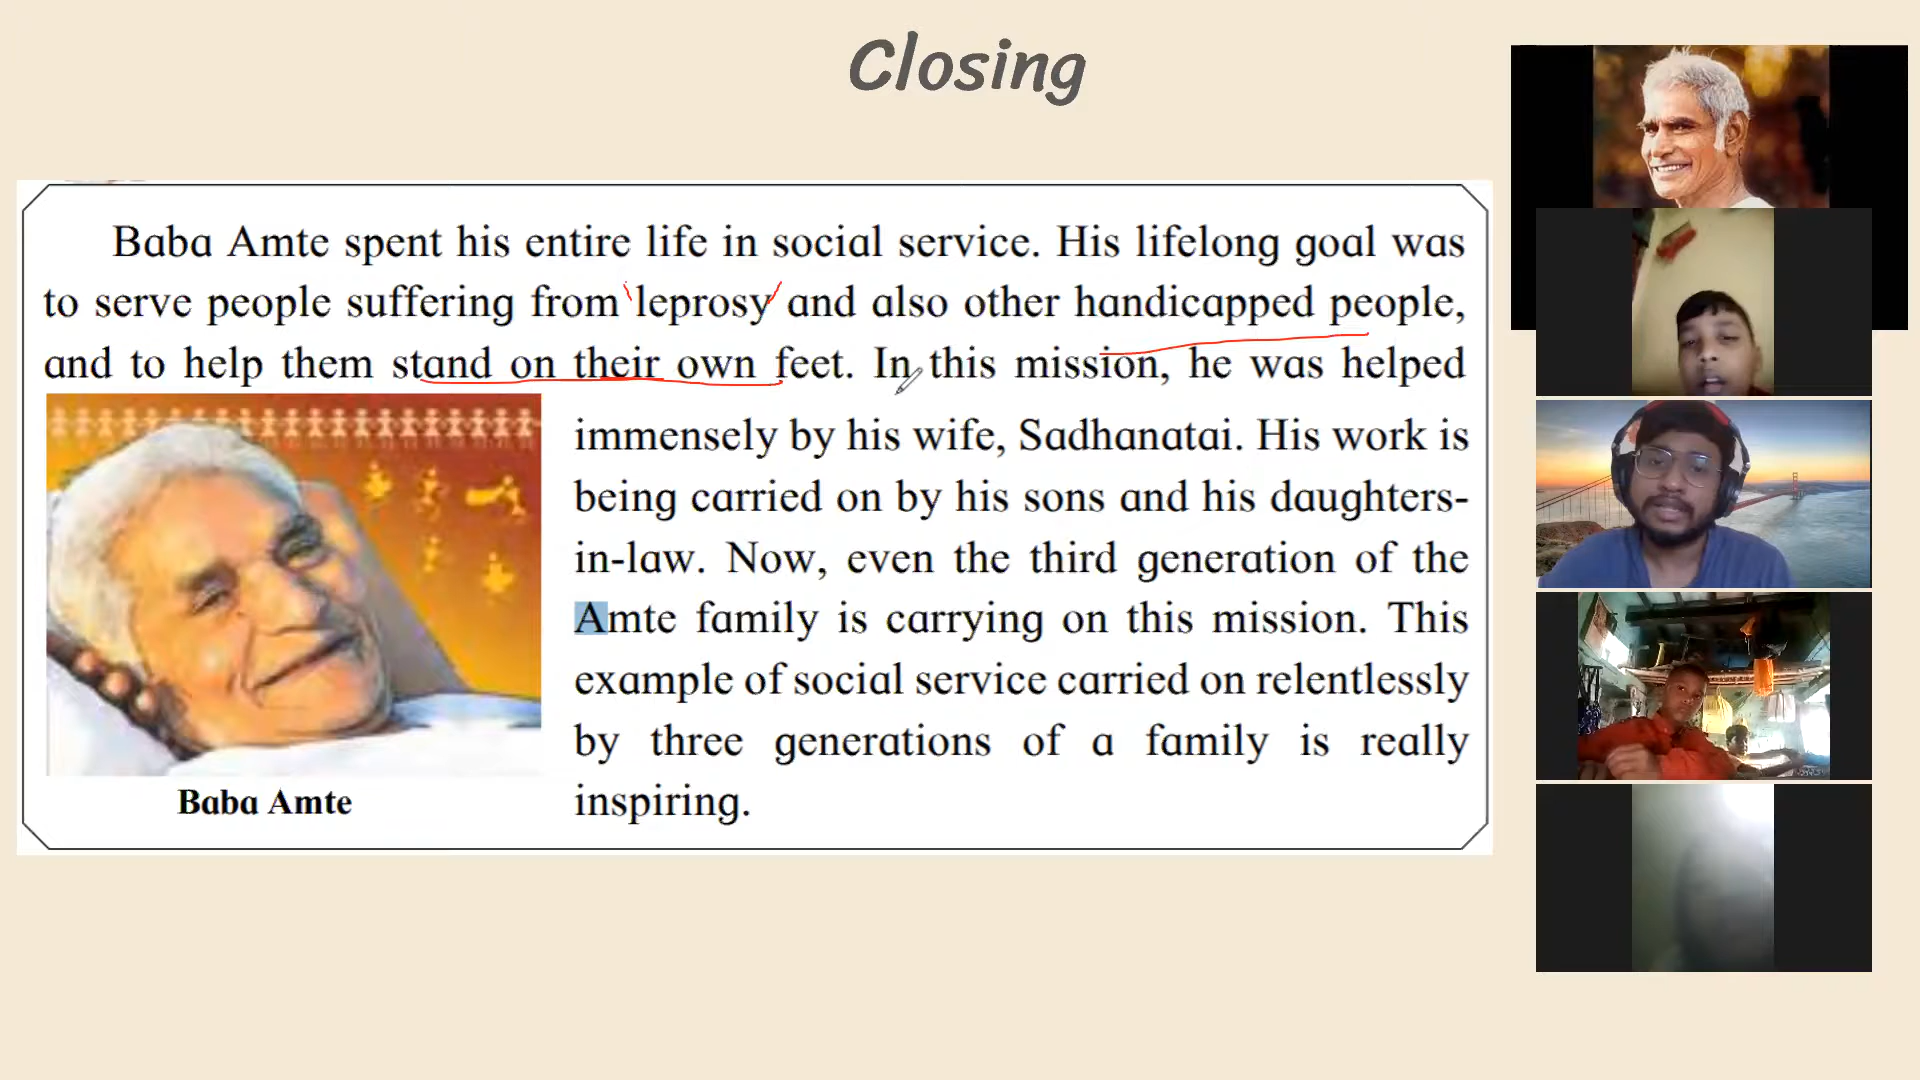 Closing
Baba Amte spent his entire life in social service. His lifelong goal was
to serve people suffering from leprosy and also other handicapped people,
and to help them stand on their own feet. In this mission, he was helped
immensely by his wife, Sadhanatai. His work is
being carried on by his sons and his daughters-
in-law. Now, even the third generation of the
Amte family is carrying on this mission. This
example of social service carried on relentlessly
by three generations of a family is really
inspiring.
Baba Amte